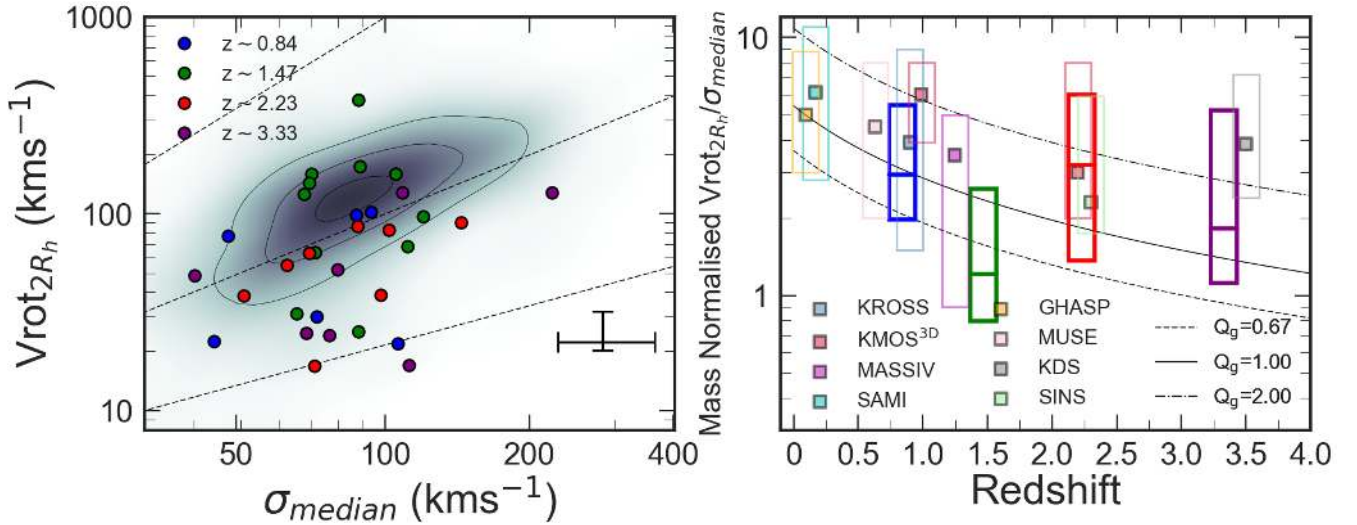 1000
100
10
Vrot2Rh (kms−1)
z ~ 0.84
z ~ 1.47
z ~ 2.23
z ~ 3.33
50
100
200
400
σmedian (kms−1)
10
1
Mass Normalised Vrot2Rh/σmedian
KROSS
KMOS3D
MASSIV
SAMI
GHASP
MUSE
KDS
SINS
Qg=0.67
Qg=1.00
Qg=2.00
0
0.5
1.0
1.5
2.0
2.5
3.0
3.5
4.0
Redshift